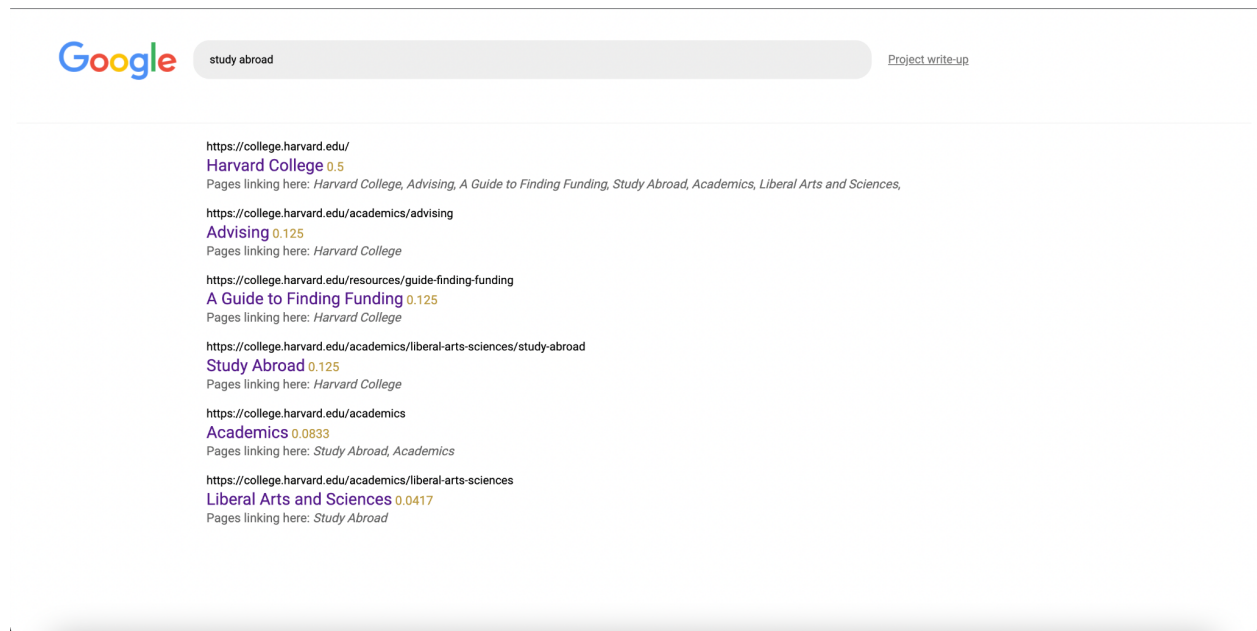 Google
study abroad
Project write-up
https://college.harvard.edu/
Harvard College 0.5
Pages linking here: Harvard College, Advising, A Guide to Finding Funding, Study Abroad, Academics, Liberal Arts and Sciences,
https://college.harvard.edu/academics/advising
Advising 0.125
Pages linking here: Harvard College
https://college.harvard.edu/resources/guide-finding-funding
A Guide to Finding Funding 0.125
Pages linking here: Harvard College
https://college.harvard.edu/academics/liberal-arts-sciences/study-abroad
Study Abroad 0.125
Pages linking here: Harvard College
https://college.harvard.edu/academics
Academics 0.0833
Pages linking here: Study Abroad, Academics
https://college.harvard.edu/academics/liberal-arts-sciences
Liberal Arts and Sciences 0.0417
Pages linking here: Study Abroad